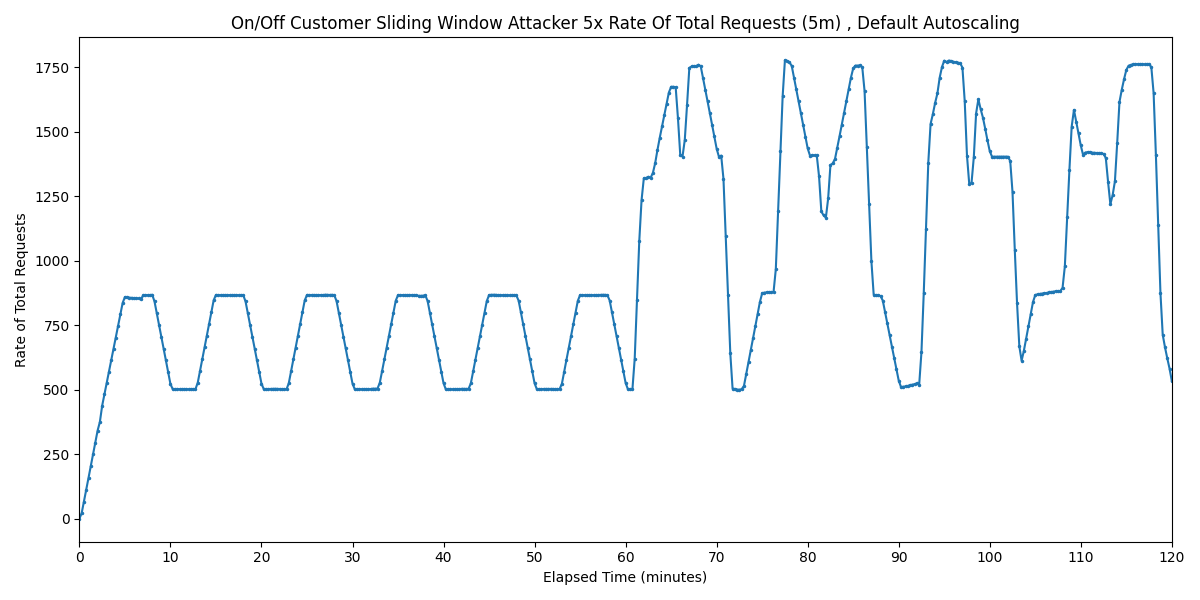 On/Off Customer Sliding Window Attacker 5x Rate Of Total Requests (5m) , Default Autoscaling
Rate of Total Requests
1750
1500
1250
1000
750
500
250
0
0 10 20 30 40 50 60 70 80 90 100 110 120
Elapsed Time (minutes)